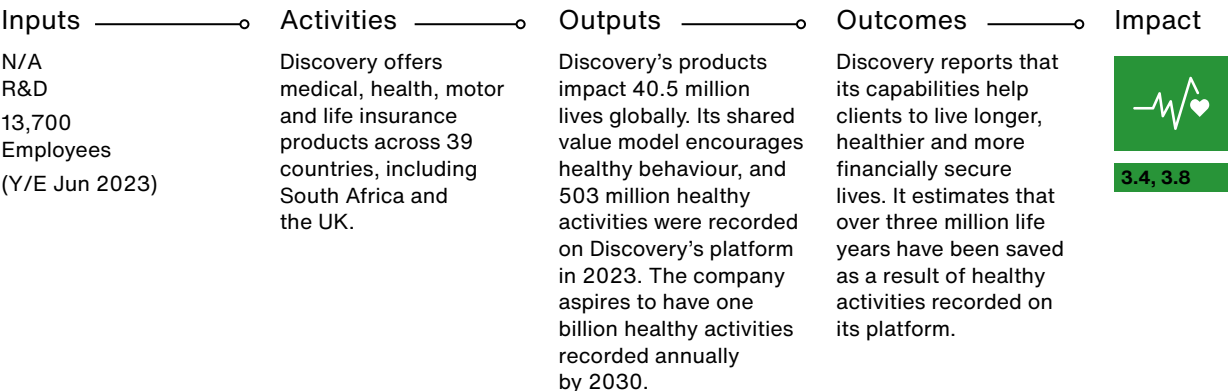 Inputs
N/A
R&D
13,700
Employees
(Y/E Jun 2023)
Activities
Discovery offers
medical, health, motor
and life insurance
products across 39
countries, including
South Africa and
the UK.
Outputs
Discovery's products
impact 40.5 million
lives globally. Its shared
value model encourages
healthy behaviour, and
503 million healthy
activities were recorded
on Discovery's platform
in 2023. The company
aspires to have one
billion healthy activities
recorded annually
by 2030.
Outcomes
Discovery reports that
its capabilities help
clients to live longer,
healthier and more
financially secure
lives. It estimates that
over three million life
years have been saved
as a result of healthy
activities recorded on
its platform.
Impact
3.4, 3.8